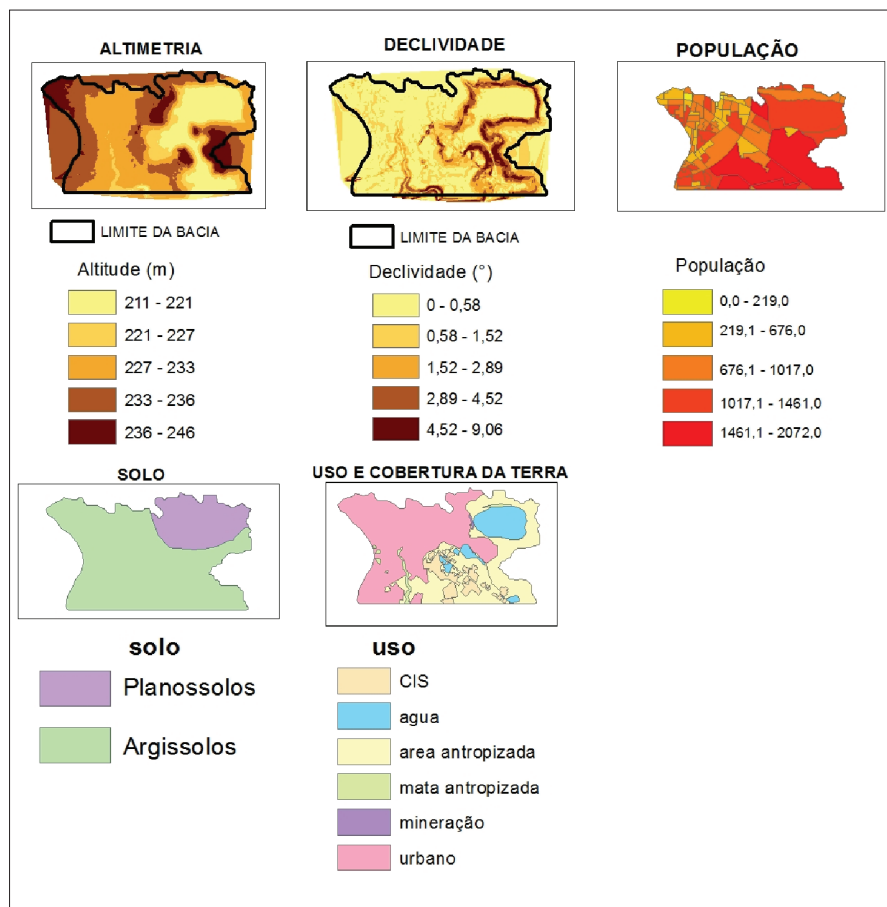 ALTIMETRIA
LIMITE DA BACIA
Altitude (m)
211 - 221
221 - 227
227 - 233
233 - 236
236 - 246
DECLIVIDADE
LIMITE DA BACIA
Declividade (°)
0 - 0,58
0,58 - 1,52
1,52 - 2,89
2,89 - 4,52
4,52 - 9,06
POPULAÇÃO
População
0,0 - 219,0
219,1 - 676,0
676,1 - 1017,0
1017,1 - 1461,0
1461,1 - 2072,0
SOLO
solo
Planossolos
Argissolos
USO E COBERTURA DA TERRA
uso
CIS
agua
area antropizada
mata antropizada
mineração
urbano